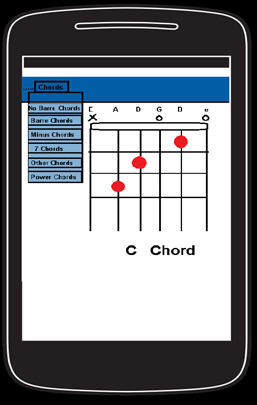 ..... Chords
E A D G D e
No Barre Chords
Barre Chords
Minus Chords
7 Chords
Other Chords
Power Chords
C Chord